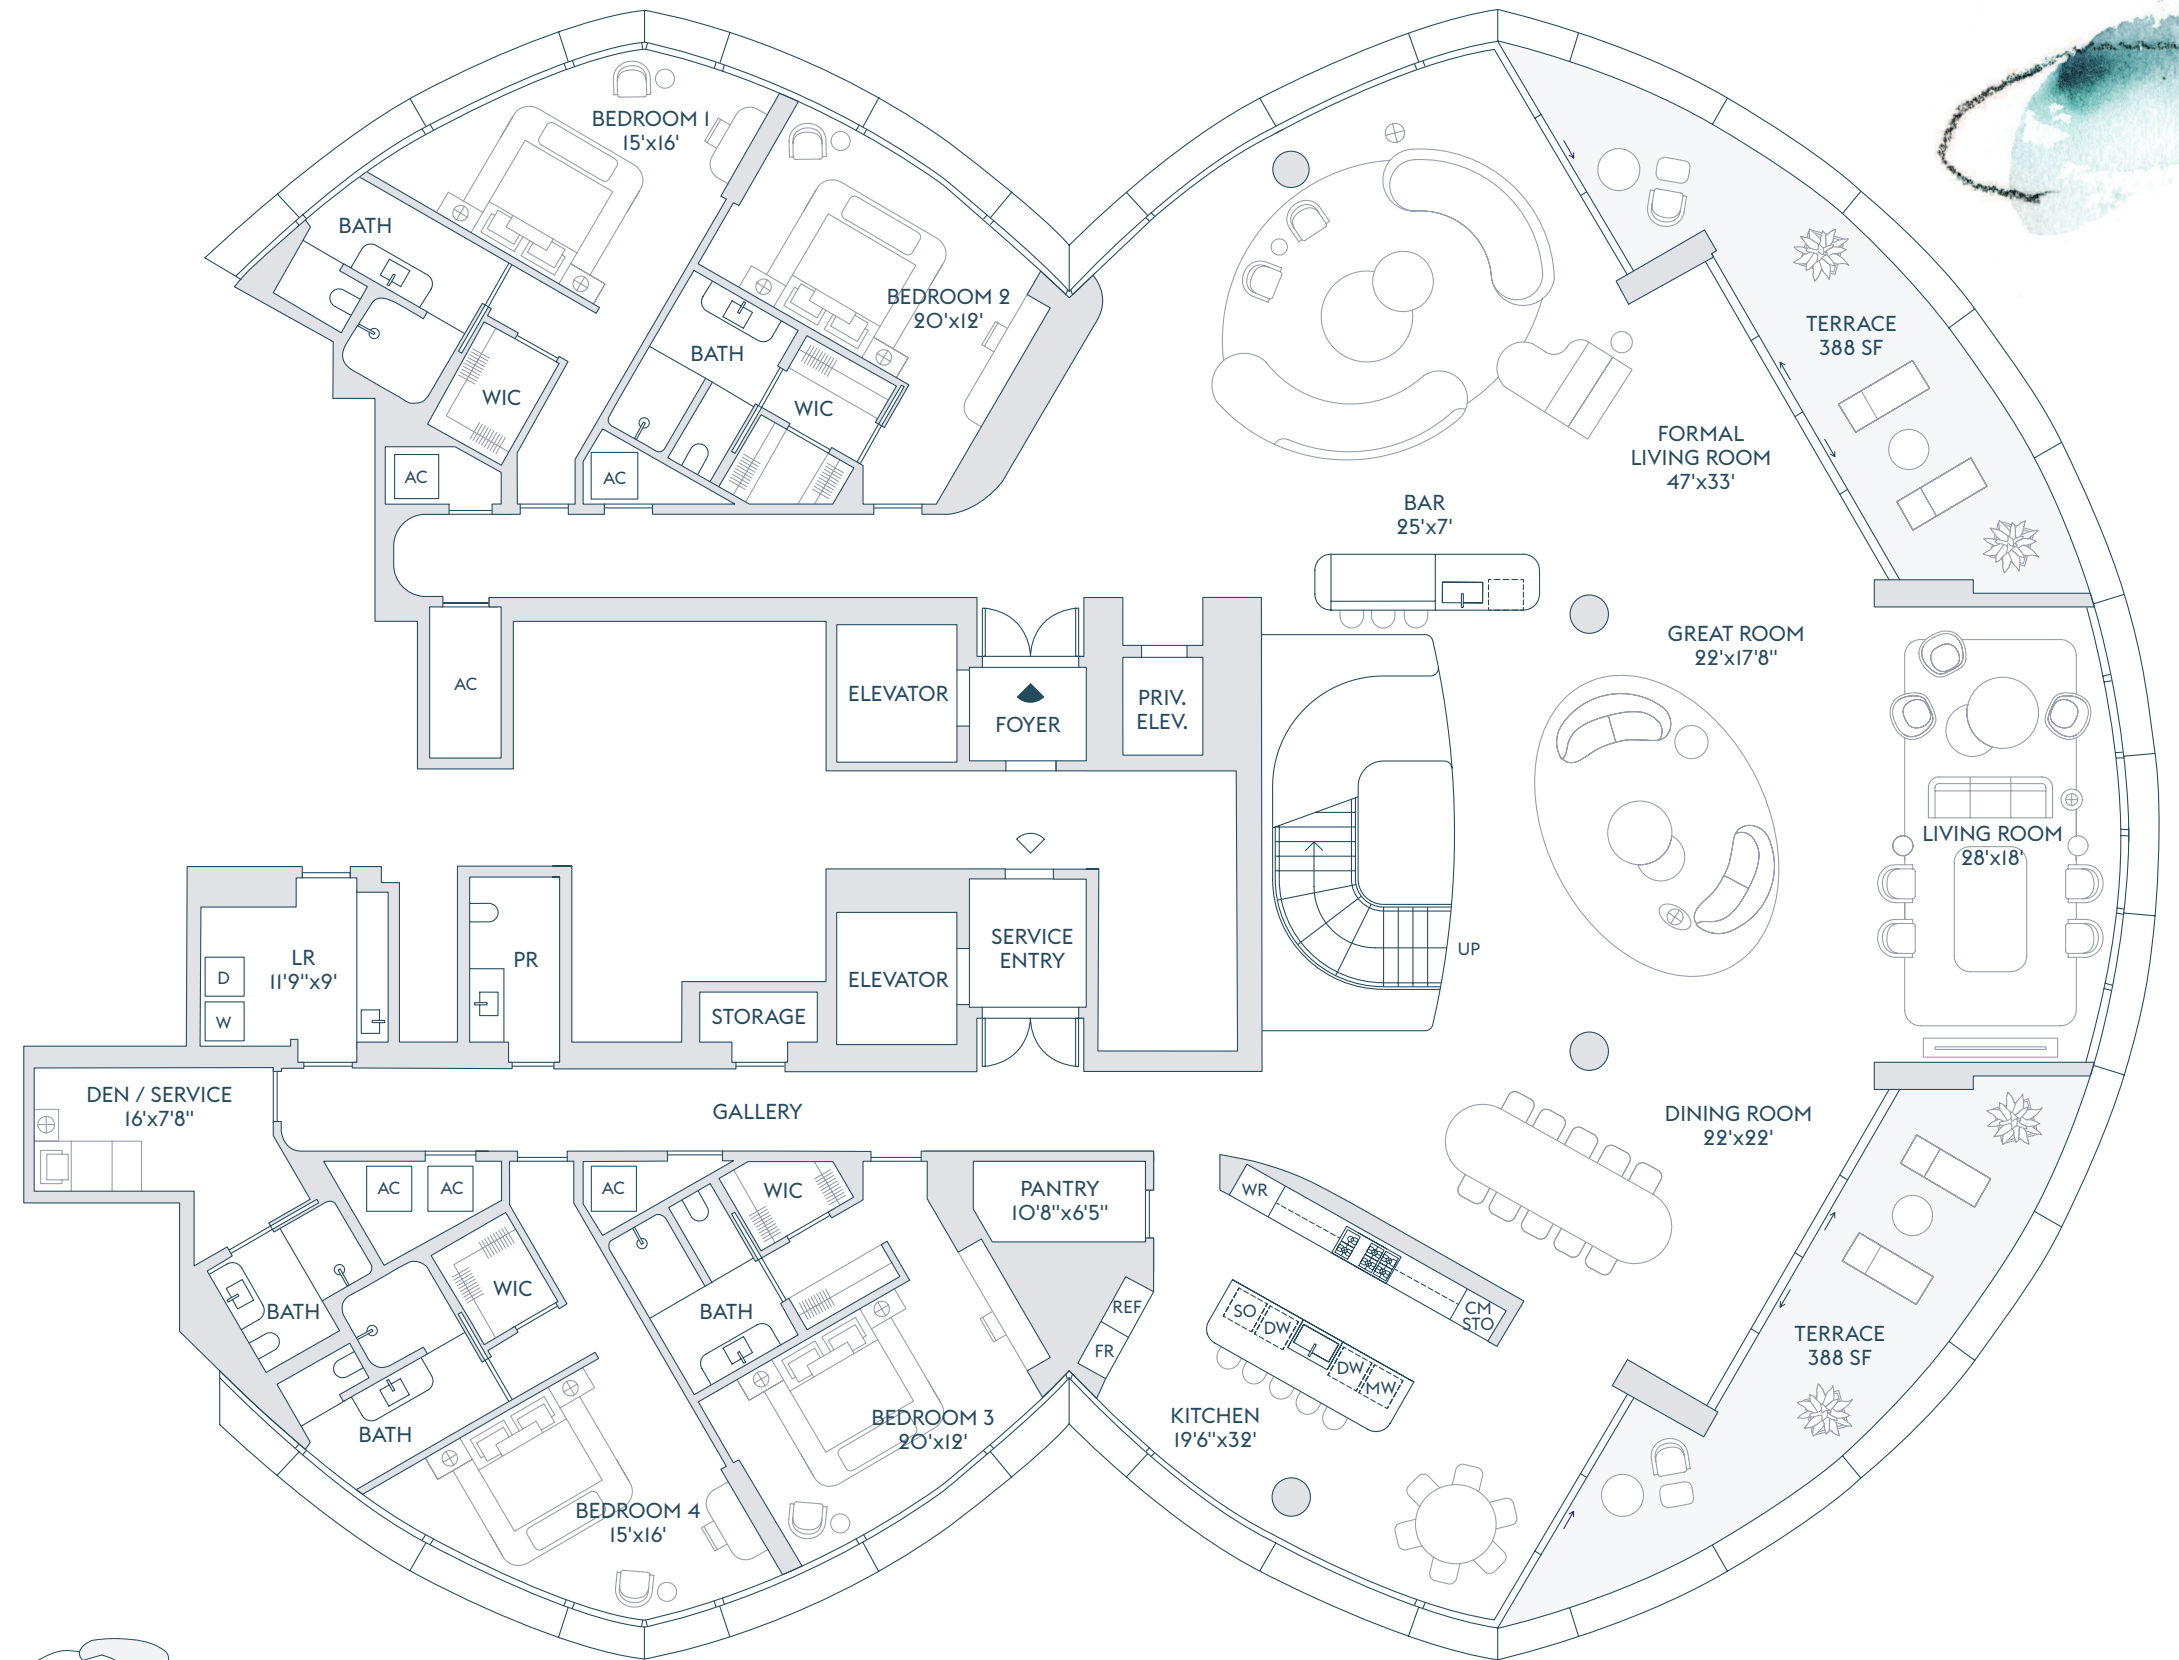 BEDROOM 1
15'x16'
BATH
WIC
AC
BEDROOM 2
20'x12'
BATH
WIC
AC
TERRACE
388 SF
FORMAL
LIVING ROOM
47'x33'
BAR
25'x7'
GREAT ROOM
22'x17'8"
AC
ELEVATOR
FOYER
PRIV.
ELEV.
LIVING ROOM
28'x18'
UP
LR
11'9"x9'
D
W
PR
STORAGE
ELEVATOR
SERVICE
ENTRY
DEN / SERVICE
16'x7'8"
GALLERY
DINING ROOM
22'x22'
AC
AC
AC
WIC
PANTRY
10'8"x6'5"
WR
CM
STO
BATH
WIC
BATH
REF
FR
SO
DW
DW
MW
TERRACE
388 SF
BATH
BEDROOM 3
20'x12'
KITCHEN
19'6"x32'
BEDROOM 4
15'x16'